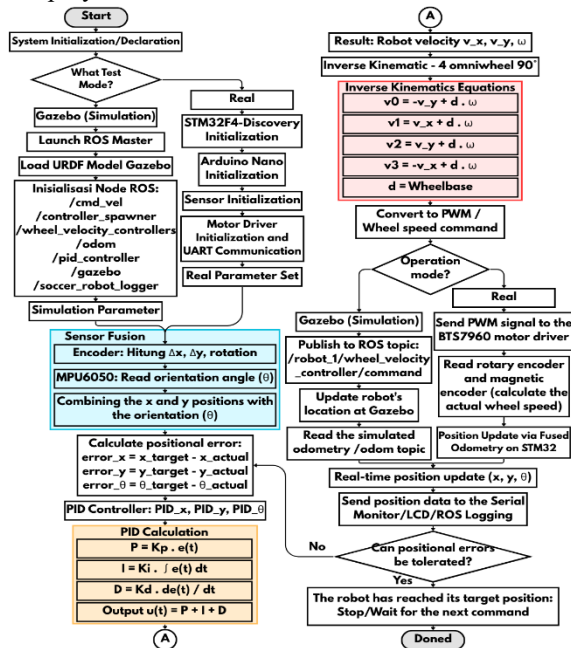 Start
System Initialization/Declaration
What Test
Mode?
Gazebo (Simulation)
Launch ROS Master
Load URDF Model Gazebo
Inisialisasi Node ROS:
/cmd_vel
/controller_spawner
/wheel_velocity_controllers
/odom
/pid_controller
/gazebo
/soccer_robot_logger
Simulation Parameter
Real
STM32F4-Discovery
Initialization
Arduino Nano
Initialization
Sensor Initialization
Motor Driver
Initialization and
UART Communication
Real Parameter Set
Sensor Fusion
Encoder: Hitung Δx, Δy, rotation
MPU6050: Read orientation angle (θ)
Combining the x and y positions with
the orientation (θ)
Calculate positional error:
error_x = x_target - x_actual
error_y = y_target - y_actual
error_θ = θ_target - θ_actual
PID Controller: PID_x, PID_y, PID_θ
PID Calculation
P = Kp . e(t)
I = Ki . ∫ e(t) dt
D = Kd . de(t) / dt
Output u(t) = P + I + D
A
A
Result: Robot velocity v_x, v_y, ω
Inverse Kinematic - 4 omniwheel 90°
Inverse Kinematics Equations
v0 = -v_y + d . ω
v1 = v_x + d . ω
v2 = v_y + d . ω
v3 = -v_x + d . ω
d = Wheelbase
Convert to PWM /
Wheel speed command
Operation
mode?
Gazebo (Simulation)
Publish to ROS topic:
/robot_1/wheel_velocity
_controller/command
Update robot's
location at Gazebo
Read the simulated
odometry /odom topic
Real
Send PWM signal to the
BTS7960 motor driver
Read rotary encoder
and magnetic
encoder (calculate the
actual wheel speed)
Position Update via Fused
Odometry on STM32
Real-time position update (x, y, θ)
Send position data to the Serial
Monitor/LCD/ROS Logging
No
Can positional errors
be tolerated?
Yes
The robot has reached its target position:
Stop/Wait for the next command
Doned